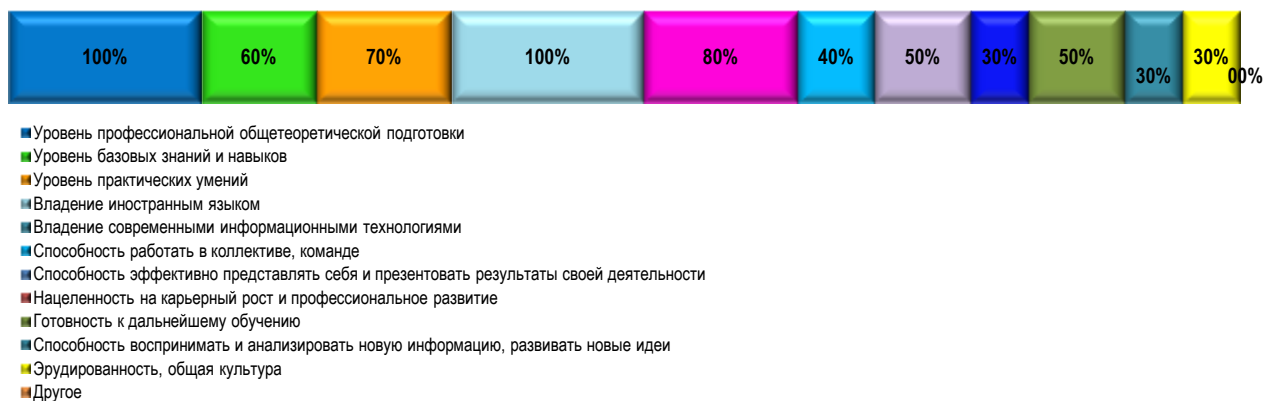 100% 60% 70% 100% 80% 40% 50% 30% 50% 30% 30% 00%
Уровень профессиональной общетеоретической подготовки
Уровень базовых знаний и навыков
Уровень практических умений
Владение иностранным языком
Владение современными информационными технологиями
Способность работать в коллективе, команде
Способность эффективно представлять себя и презентовать результаты своей деятельности
Нацеленность на карьерный рост и профессиональное развитие
Готовность к дальнейшему обучению
Способность воспринимать и анализировать новую информацию, развивать новые идеи
Эрудированность, общая культура
Другое